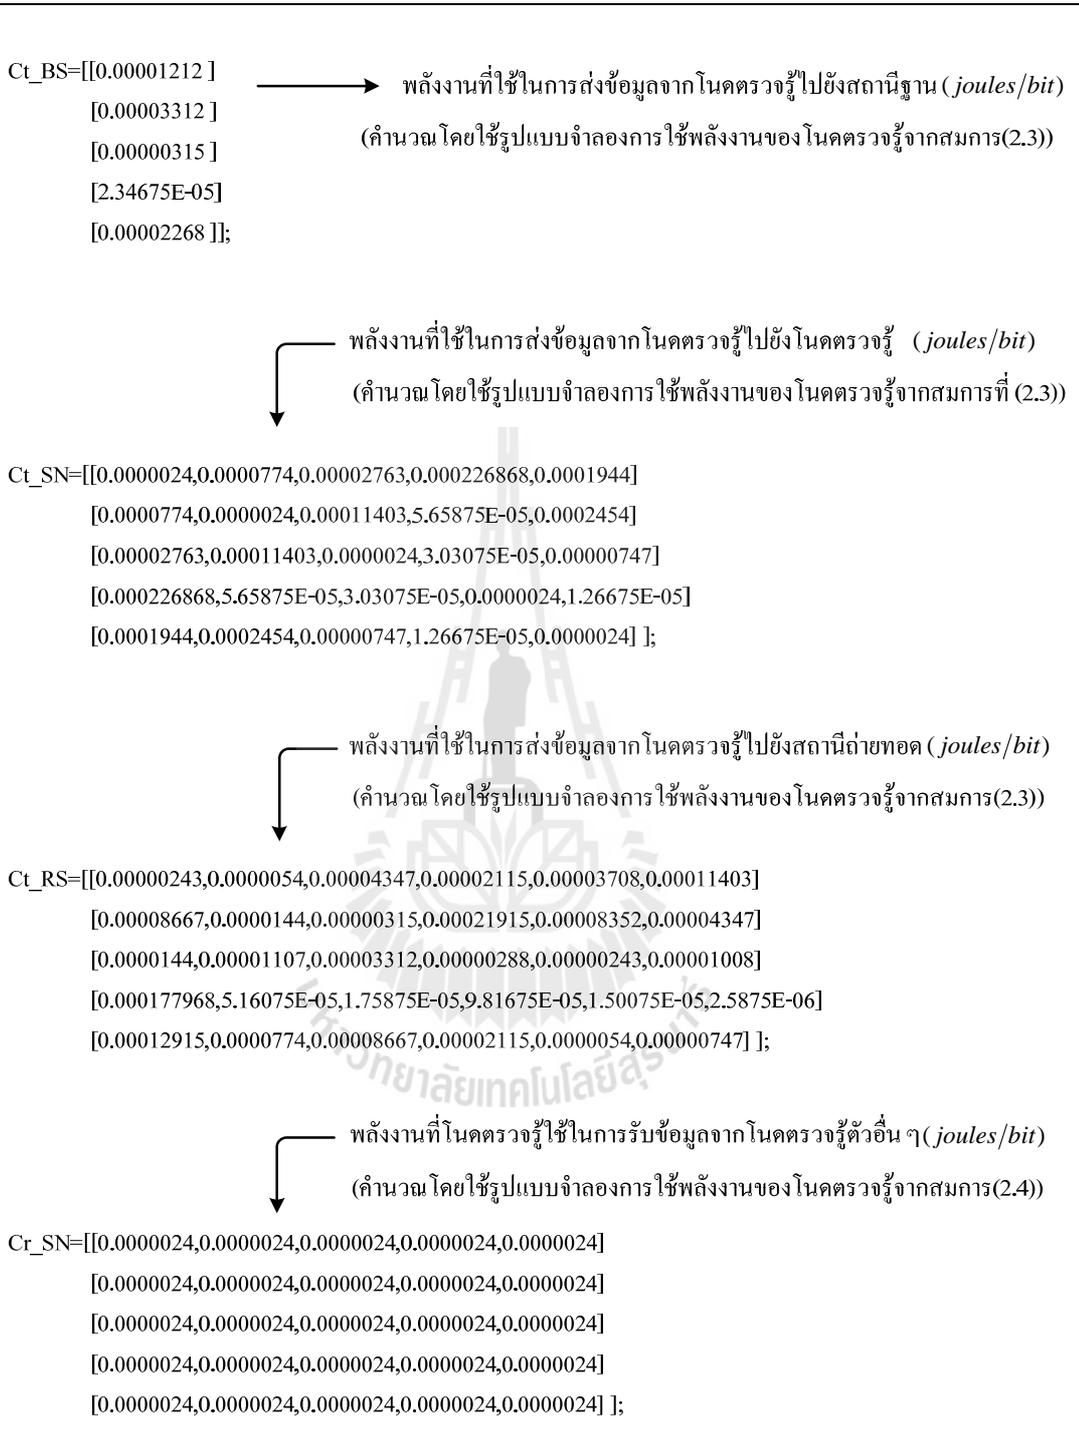 Ct_BS=[[0.00001212 ]
พลังงานที่ใช้ในการส่งข้อมูลจากโนดตรวจรู้ไปยังสถานีฐาน (joules/bit)
[0.00003312 ]
(คำนวณโดยใช้รูปแบบจำลองการใช้พลังงานของโนดตรวจรู้จากสมการ(2.3))
[0.00000315 ]
[2.34675E-05]
[0.00002268 ]];
พลังงานที่ใช้ในการส่งข้อมูลจากโนดตรวจรู้ไปยังโนดตรวจรู้ (joules/bit)
(คำนวณโดยใช้รูปแบบจำลองการใช้พลังงานของโนดตรวจรู้จากสมการที่ (2.3))
Ct_SN=[[0.0000024,0.0000774,0.00002763,0.000226868,0.0001944]
[0.0000774,0.0000024,0.00011403,5.65875E-05,0.0002454]
[0.00002763,0.00011403,0.0000024,3.03075E-05,0.00000747]
[0.000226868,5.65875E-05,3.03075E-05,0.0000024,1.26675E-05]
[0.0001944,0.0002454,0.00000747,1.26675E-05,0.0000024] ];
พลังงานที่ใช้ในการส่งข้อมูลจากโนดตรวจรู้ไปยังสถานีถ่ายทอด (joules/bit)
(คำนวณโดยใช้รูปแบบจำลองการใช้พลังงานของโนดตรวจรู้จากสมการ(2.3))
Ct_RS=[[0.00000243,0.0000054,0.00004347,0.00002115,0.00003708,0.00011403]
[0.00008667,0.0000144,0.00000315,0.00021915,0.00008352,0.00004347]
[0.0000144,0.00001107,0.00003312,0.00000288,0.00000243,0.00001008]
[0.000177968,5.16075E-05,1.75875E-05,9.81675E-05,1.50075E-05,2.5875E-06]
[0.00012915,0.0000774,0.00008667,0.00002115,0.0000054,0.00000747] ];
มหาวิทยาลัยเทคโนโลยีสุรนารี
พลังงานที่โนดตรวจรู้ใช้ในการรับข้อมูลจากโนดตรวจรู้ตัวอื่น ๆ(joules/bit)
(คำนวณโดยใช้รูปแบบจำลองการใช้พลังงานของโนดตรวจรู้จากสมการ(2.4))
Cr_SN=[[0.0000024,0.0000024,0.0000024,0.0000024,0.0000024]
[0.0000024,0.0000024,0.0000024,0.0000024,0.0000024]
[0.0000024,0.0000024,0.0000024,0.0000024,0.0000024]
[0.0000024,0.0000024,0.0000024,0.0000024,0.0000024]
[0.0000024,0.0000024,0.0000024,0.0000024,0.0000024] ];